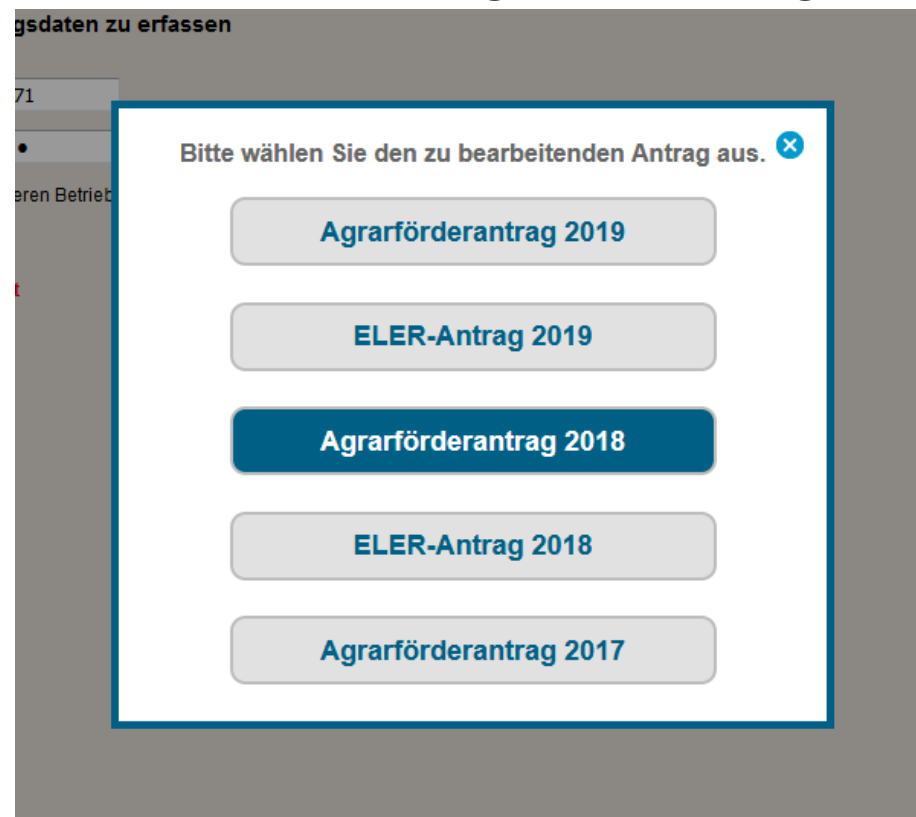 gsdaten zu erfassen
71
Bitte wählen Sie den zu bearbeitenden Antrag aus.
eren Betrieb
Agrarförderantrag 2019
t
ELER-Antrag 2019
Agrarförderantrag 2018
ELER-Antrag 2018
Agrarförderantrag 2017